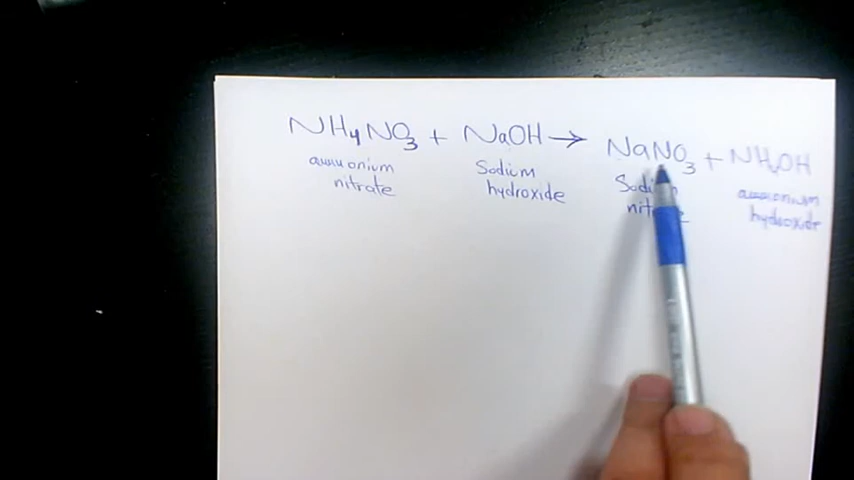 NH4NO3 + NaOH → NaNO3 + NH4OH
ammonium nitrate
Sodium hydroxide
ammonium hydroxide